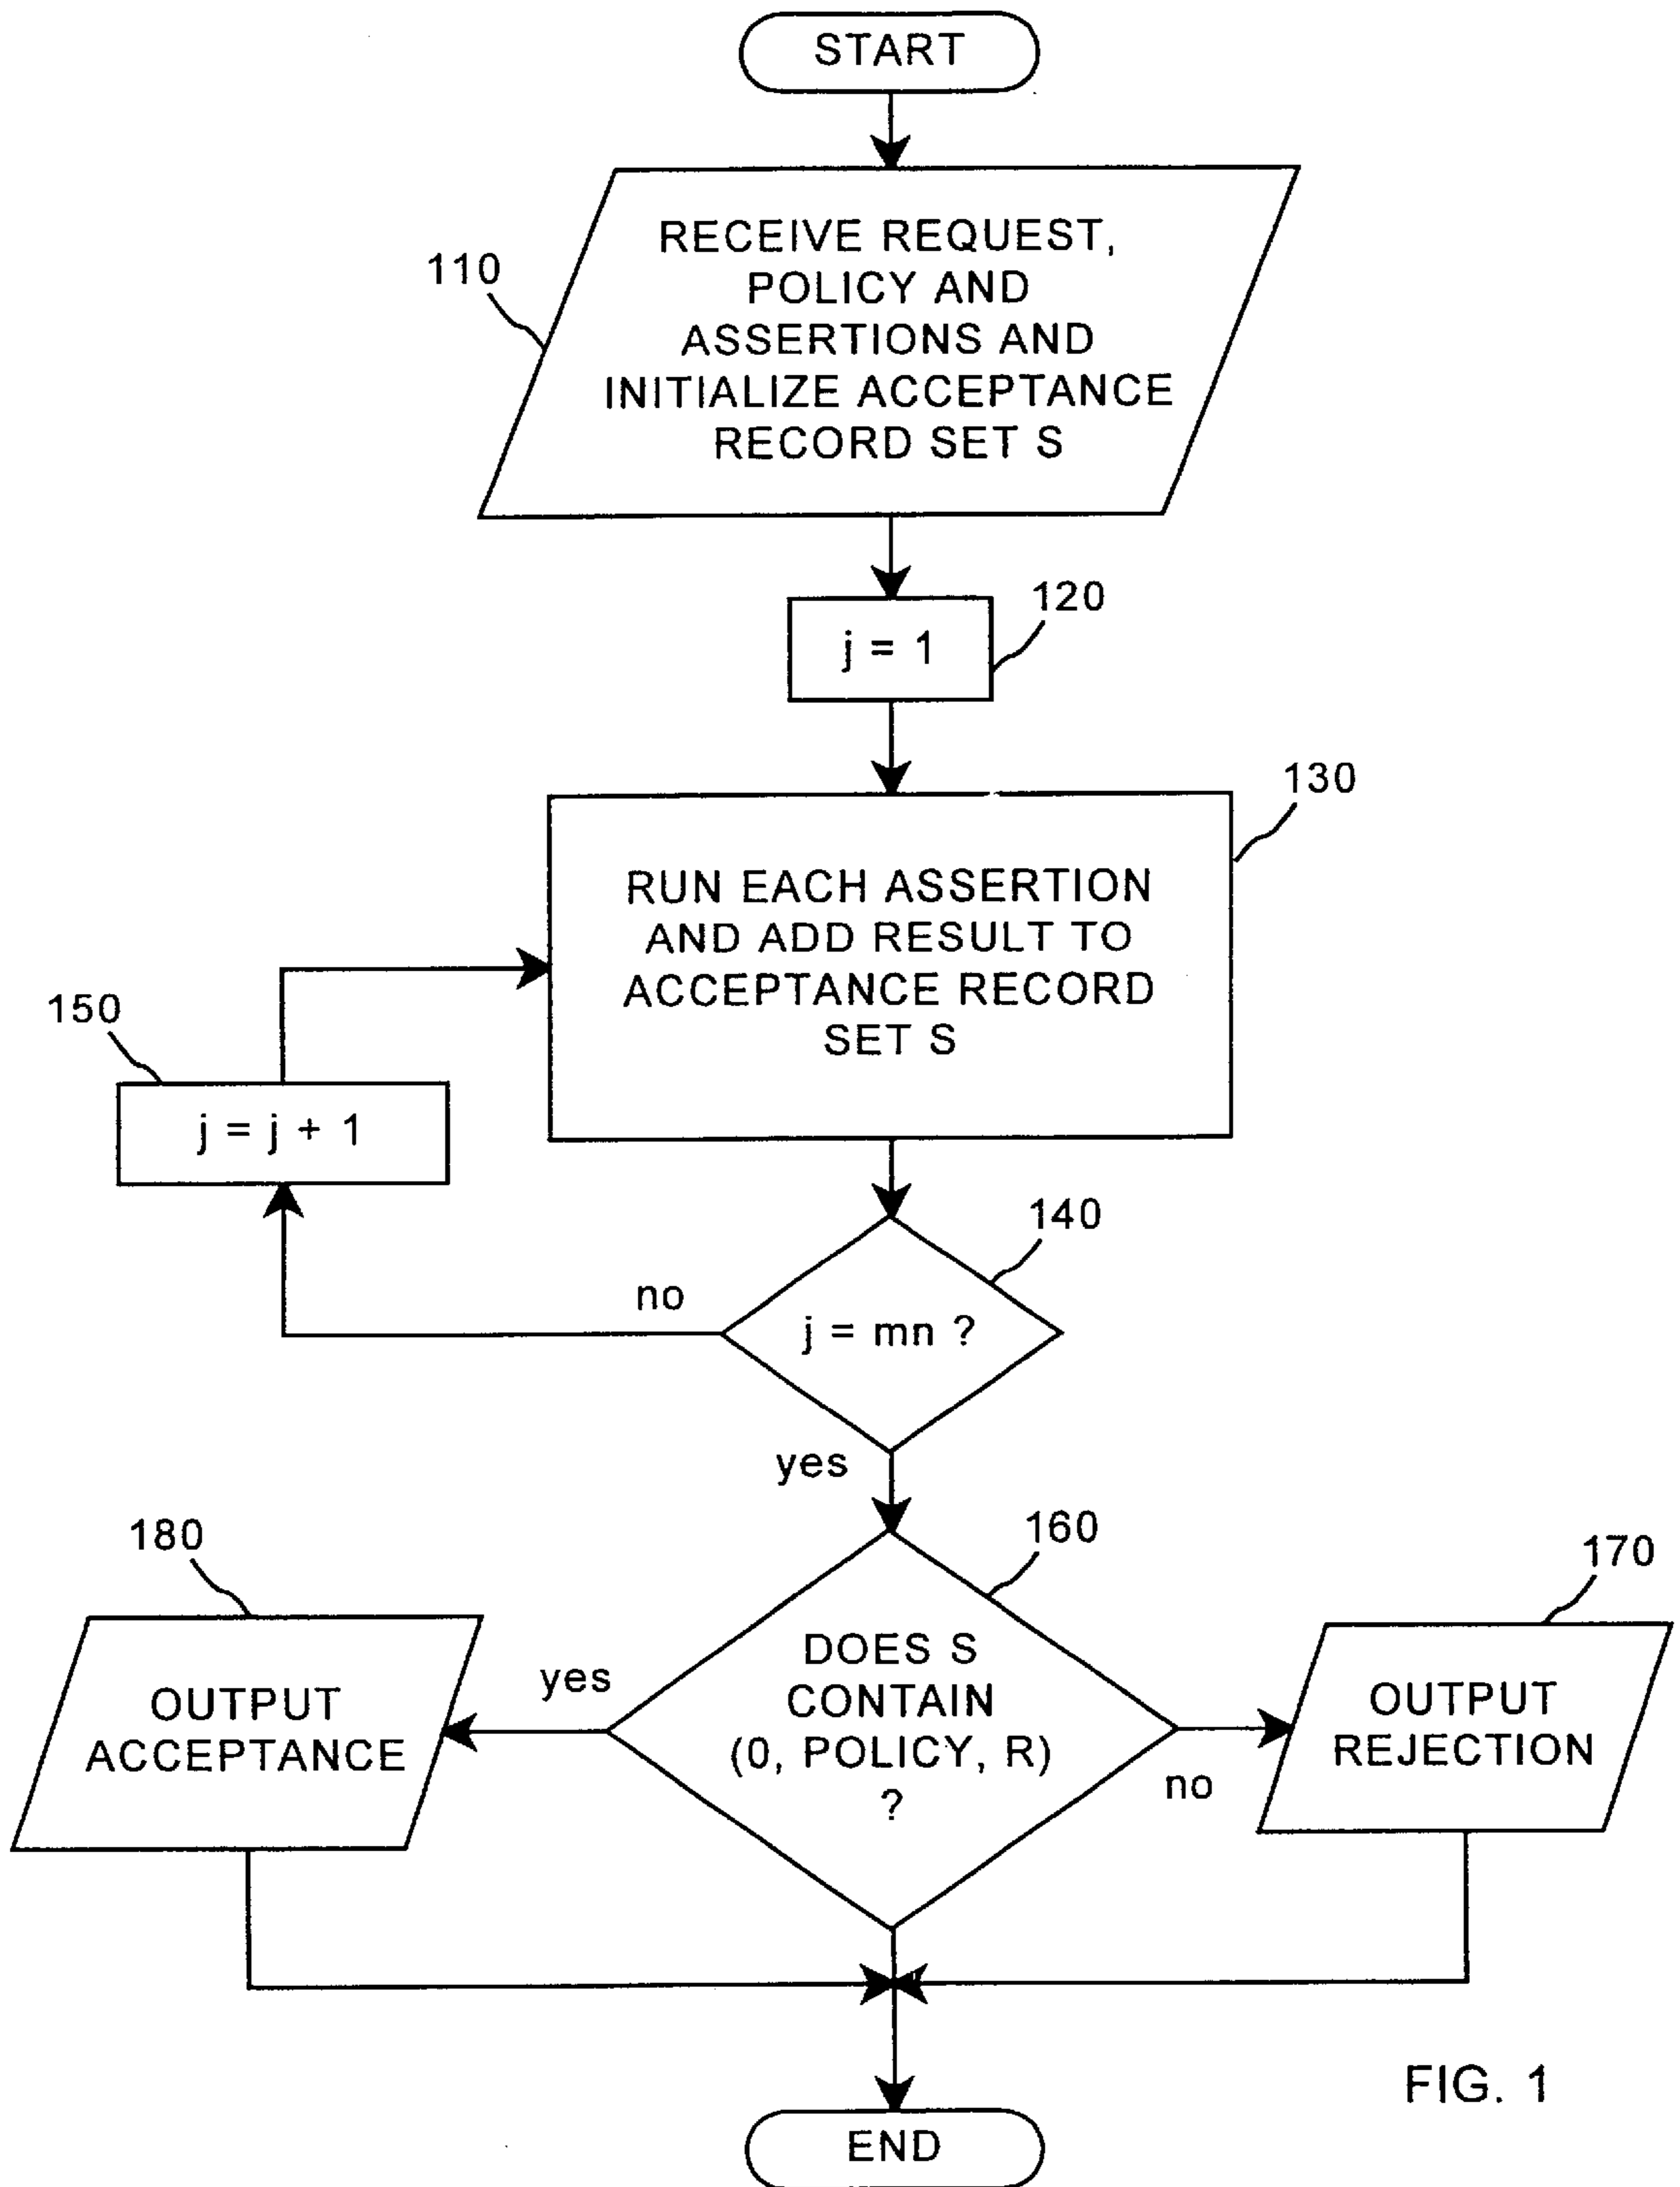 START
RECEIVE REQUEST,
POLICY AND
ASSERTIONS AND
INITIALIZE ACCEPTANCE
RECORD SET S
110
j = 1
120
RUN EACH ASSERTION
AND ADD RESULT TO
ACCEPTANCE RECORD
SET S
130
150
j = j + 1
140
no
j = mn ?
yes
160
180
170
DOES S
CONTAIN
(0, POLICY, R)
?
yes
OUTPUT
ACCEPTANCE
no
OUTPUT
REJECTION
FIG. 1
END